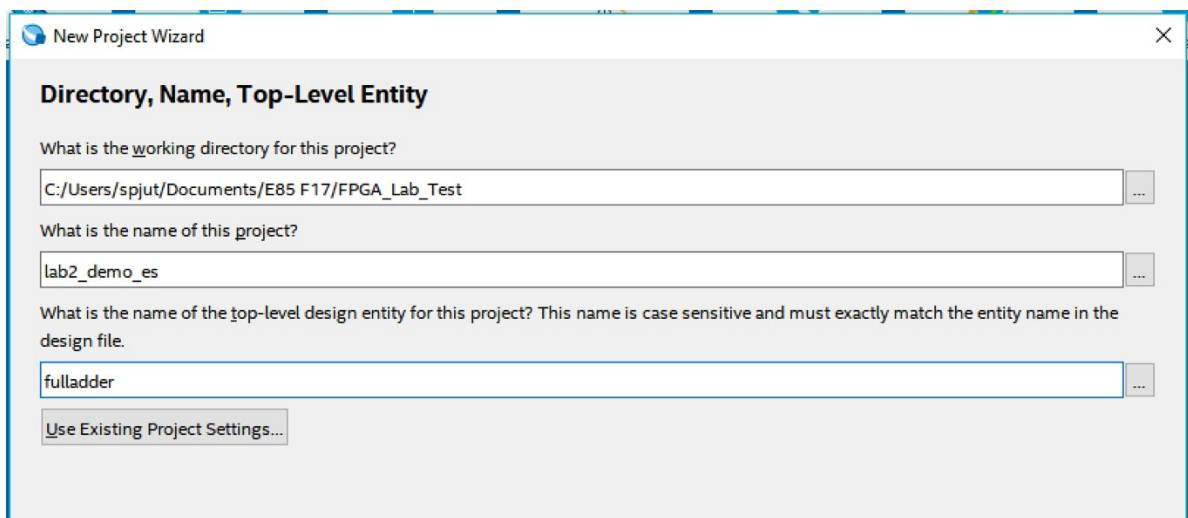 New Project Wizard
Directory, Name, Top-Level Entity
What is the working directory for this project?
C:/Users/spjut/Documents/E85 F17/FPGA_Lab_Test
...
What is the name of this project?
lab2_demo_es
...
What is the name of the top-level design entity for this project? This name is case sensitive and must exactly match the entity name in the
design file.
fulladder
...
Use Existing Project Settings...